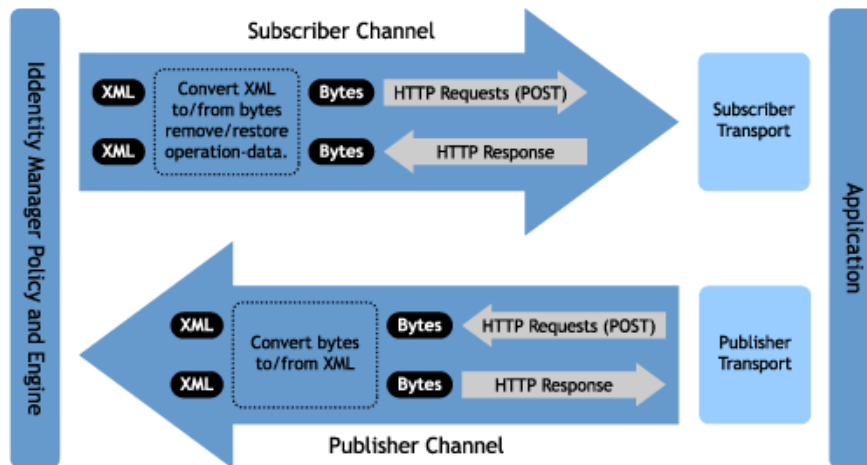 Subscriber Channel
Iddentity Manager Policy and Engine
XML
Convert XML
to/from bytes
remove/restore
operation-data.
Bytes
HTTP Requests (POST)
XML
Bytes
HTTP Response
Subscriber
Transport
Application
XML
Convert bytes
to/from XML
Bytes
HTTP Requests (POST)
XML
Bytes
HTTP Response
Publisher
Transport
Publisher Channel